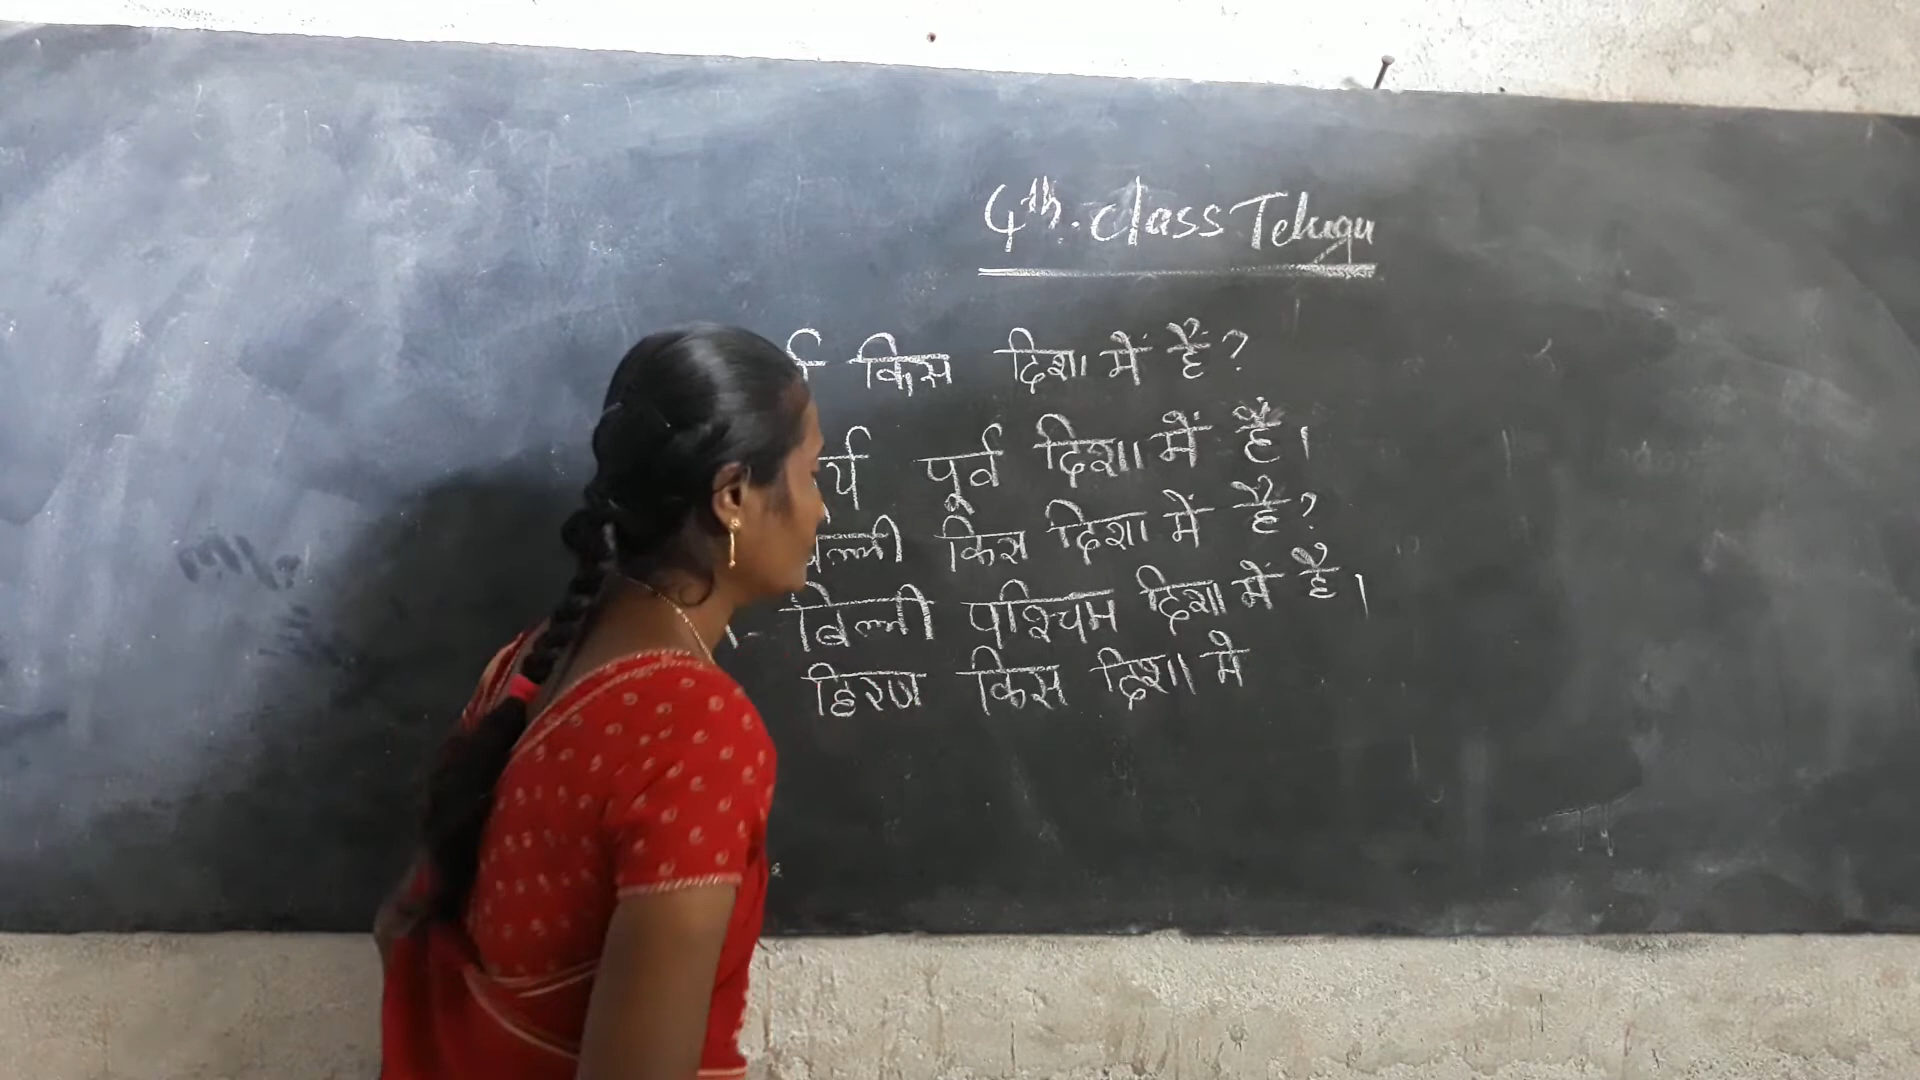 4th. class Telugu
किस दिशा में हैं?
र्य पूर्व दिशा में हैं।
किस दिशा में हैं?
बिल्ली पश्चिम दिशा में हैं।
हिरण किस दिशा में